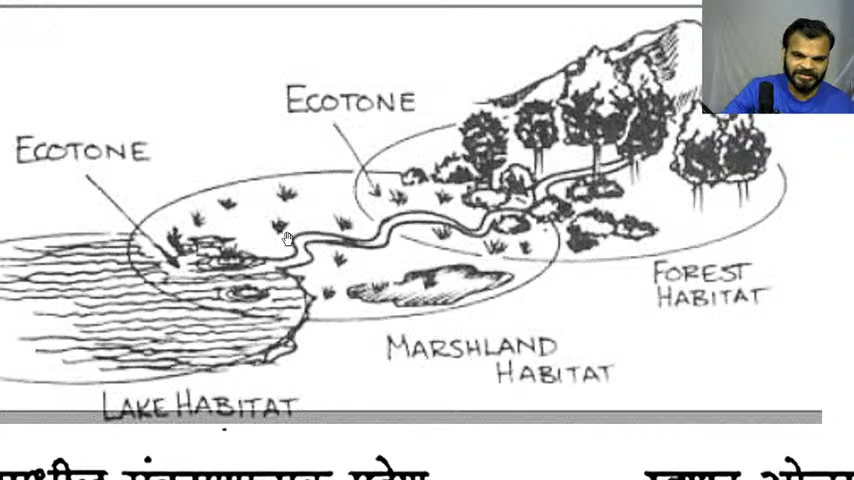 ECOTONE
ECOTONE
FOREST
HABITAT
MARSHLAND
HABITAT
LAKE HABITAT